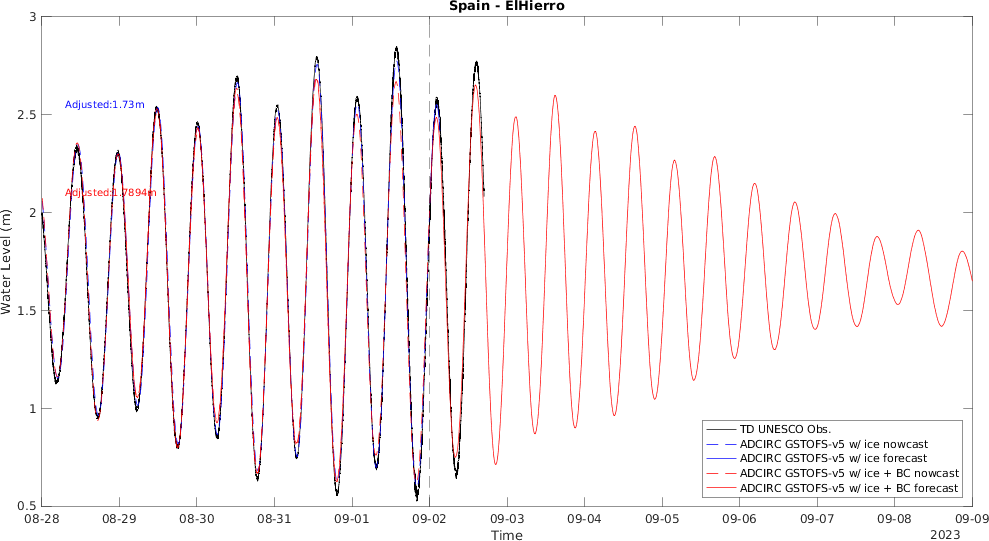 Spain - ElHierro
3
2.5
2
1.5
1
0.5
Water Level (m)
Adjusted:1.73m
Adjusted:1.7894m
TD UNESCO Obs.
ADCIRC GSTOFS-v5 w/ ice nowcast
ADCIRC GSTOFS-v5 w/ ice forecast
ADCIRC GSTOFS-v5 w/ ice + BC nowcast
ADCIRC GSTOFS-v5 w/ ice + BC forecast
08-28 08-29 08-30 08-31 09-01 09-02 09-03 09-04 09-05 09-06 09-07 09-08 09-09
Time
2023